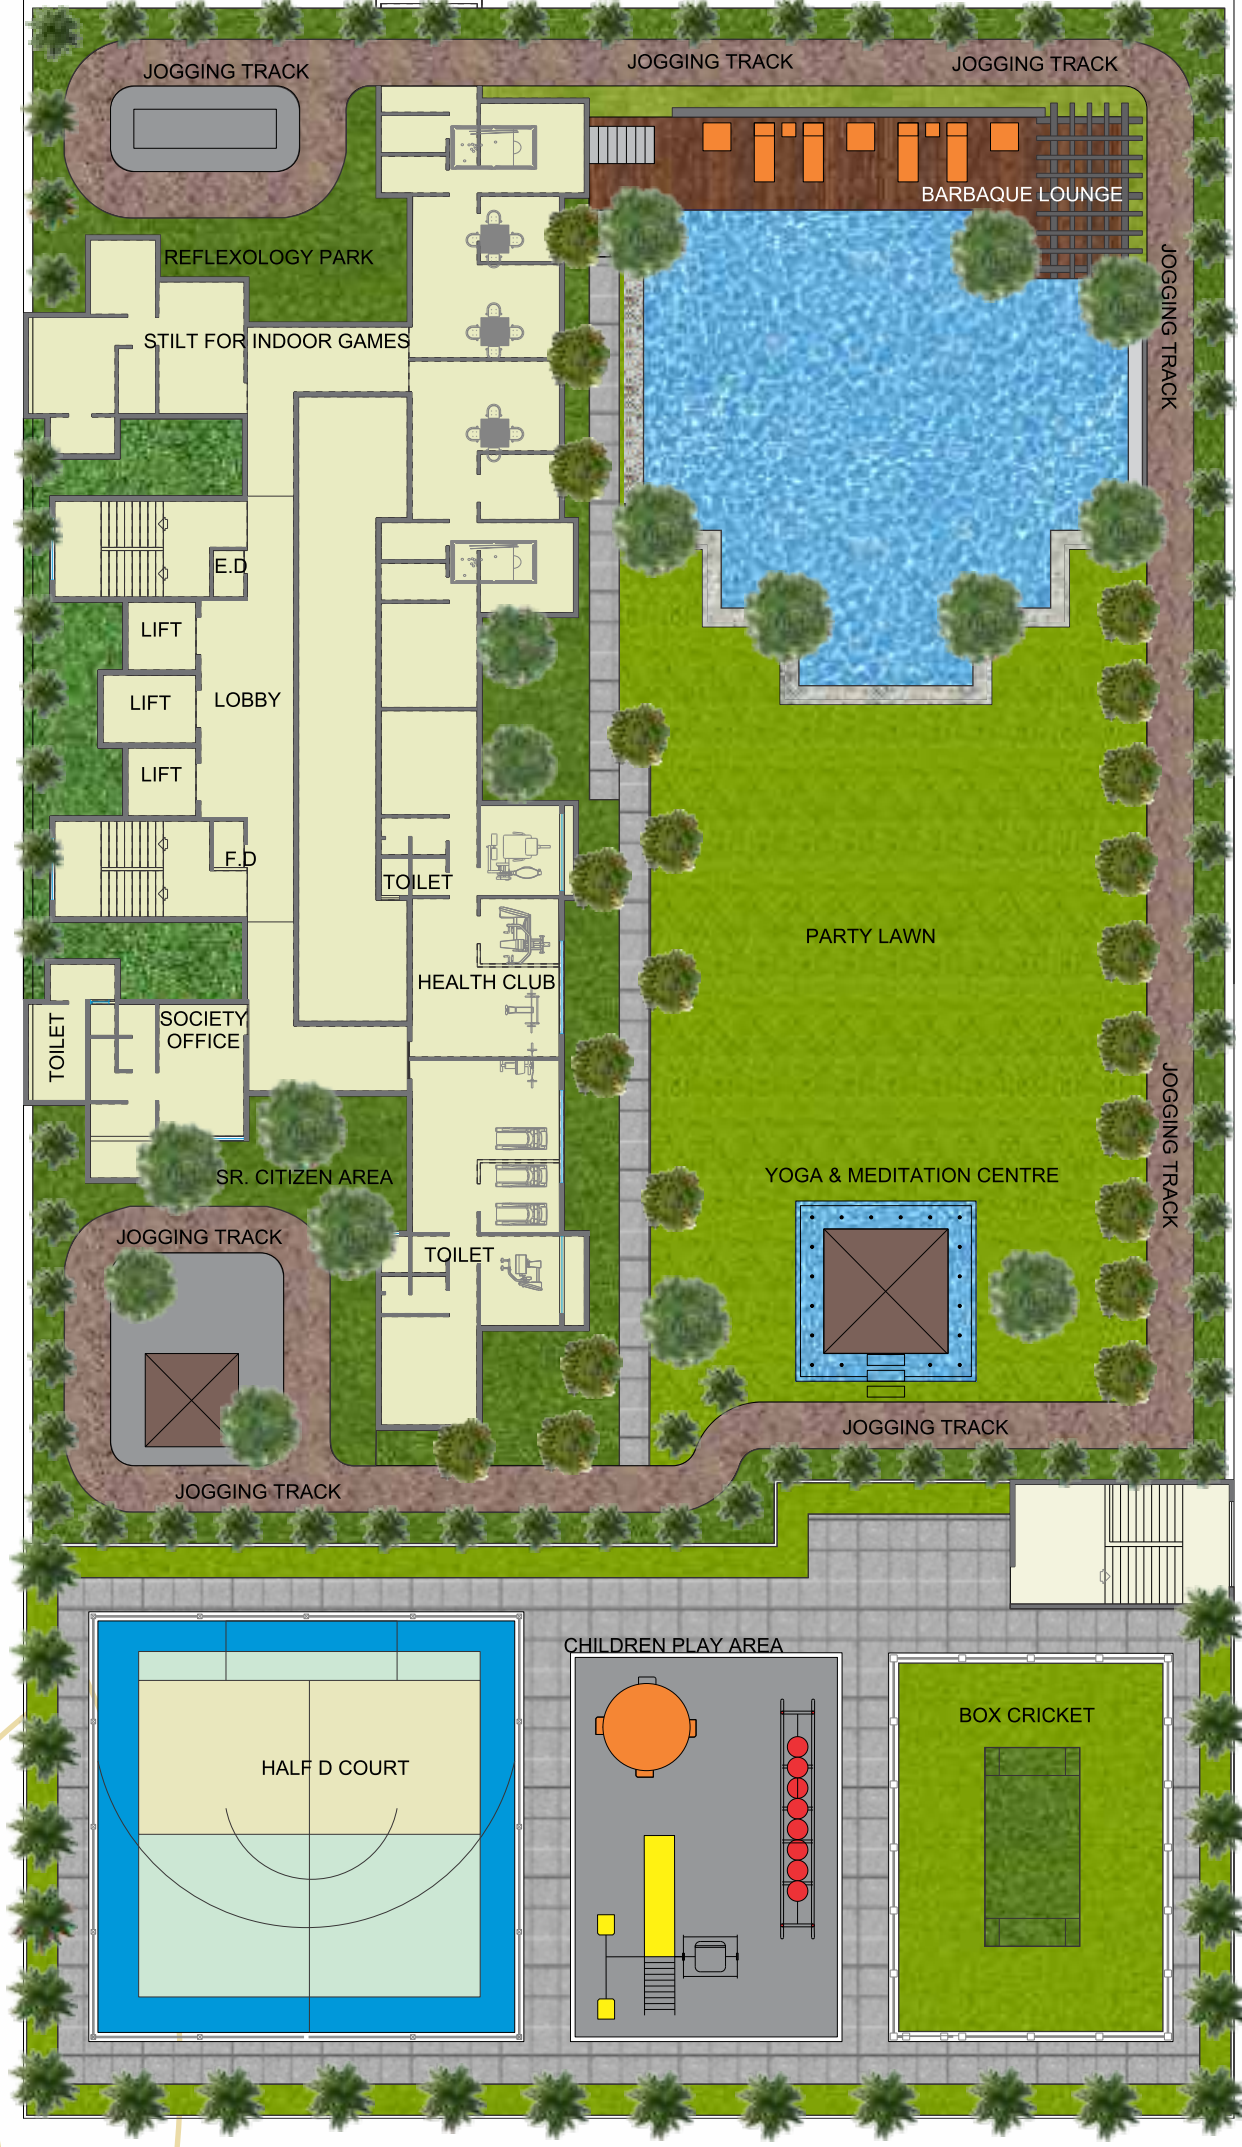 JOGGING TRACK
JOGGING TRACK
JOGGING TRACK
BARBAQUE LOUNGE
REFLEXOLOGY PARK
JOGGING TRACK
STILT FOR INDOOR GAMES
E.D
LIFT
LIFT
LOBBY
LIFT
F.D
TOILET
PARTY LAWN
HEALTH CLUB
SOCIETY
OFFICE
TOILET
JOGGING TRACK
SR. CITIZEN AREA
YOGA & MEDITATION CENTRE
JOGGING TRACK
TOILET
JOGGING TRACK
JOGGING TRACK
CHILDREN PLAY AREA
BOX CRICKET
HALF D COURT